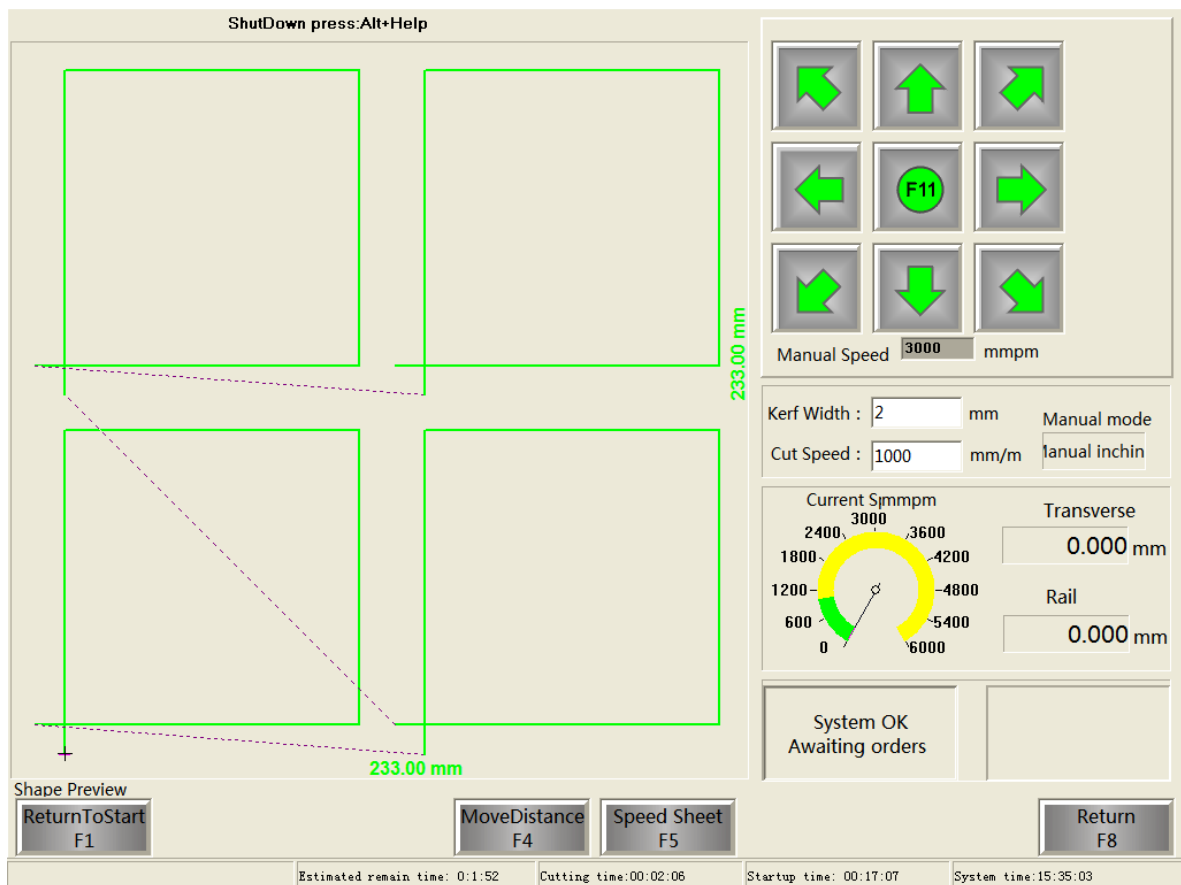 ShutDown press:Alt+Help
F11
Manual Speed 3000 mmpm
233.00 mm
233.00 mm
Kerf Width : 2 mm
Cut Speed : 1000 mm/m
Manual mode
Manual inchin
Current Smmpm
0
600
1200
1800
2400
3000
3600
4200
4800
5400
6000
Transverse
0.000 mm
Rail
0.000 mm
System OK
Awaiting orders
Shape Preview
ReturnToStart
F1
MoveDistance
F4
Speed Sheet
F5
Return
F8
Estimated remain time: 0:1:52
Cutting time:00:02:06
Startup time: 00:17:07
System time:15:35:03